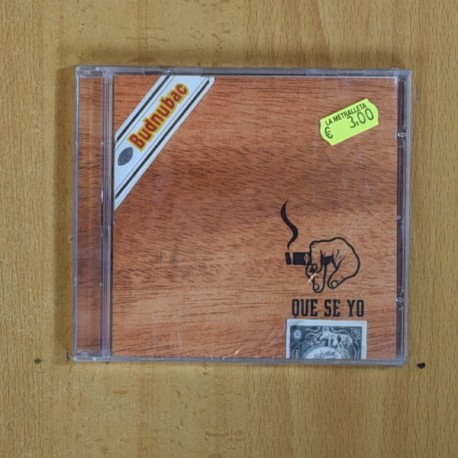 Budnubac
LA METRALLETA
€ 3,00
QUE SE YO